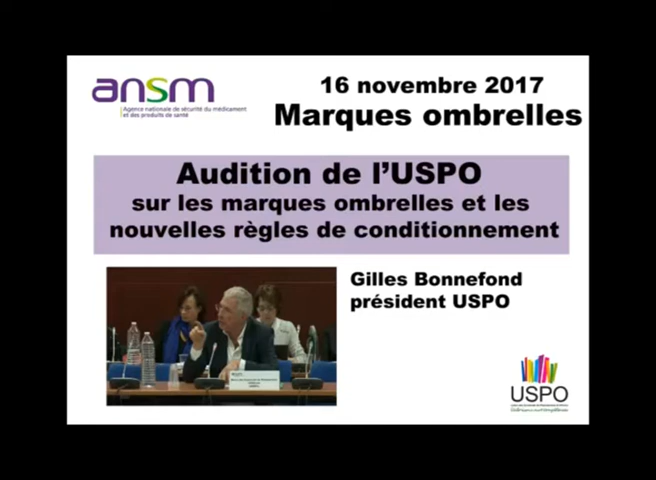 ansm
Agence nationale de sécurité du médicament
et des produits de santé
16 novembre 2017
Marques ombrelles
Audition de l'USPO
sur les marques ombrelles et les
nouvelles règles de conditionnement
Gilles Bonnefond
président USPO
USPO